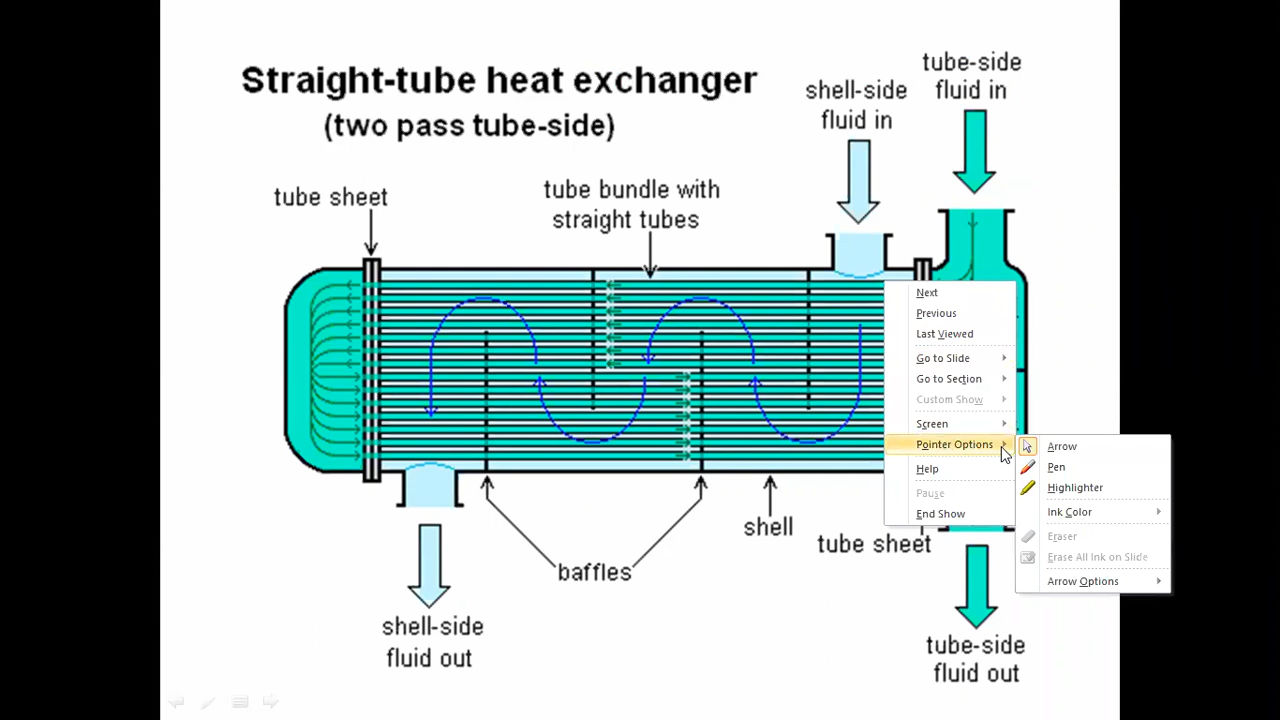 Straight-tube heat exchanger
(two pass tube-side)
tube-side
fluid in
shell-side
fluid in
tube sheet
tube bundle with
straight tubes
Next
Previous
Last Viewed
Go to Slide
Go to Section
Custom Show
Screen
Pointer Options
Help
Pause
End Show
Arrow
Pen
Highlighter
Ink Color
Eraser
Erase All Ink on Slide
Arrow Options
shell
tube sheet
baffles
shell-side
fluid out
tube-side
fluid out